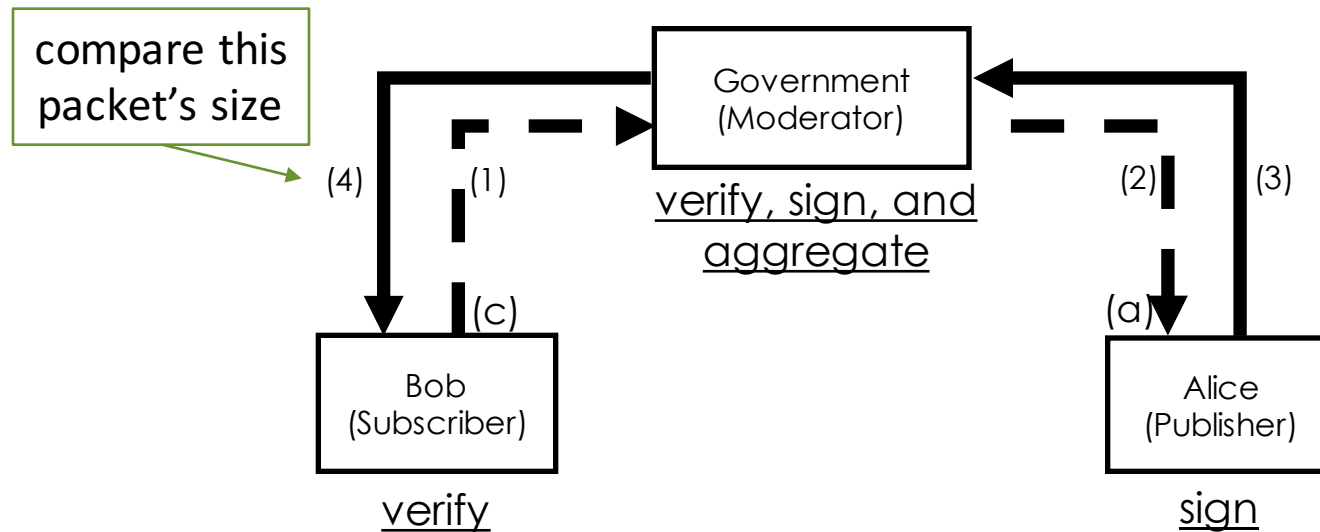 compare this
packet’s size
Government
(Moderator)
(4)
(1)
(2)
(3)
verify, sign, and
aggregate
(c)
(a)
Bob
(Subscriber)
Alice
(Publisher)
verify
sign